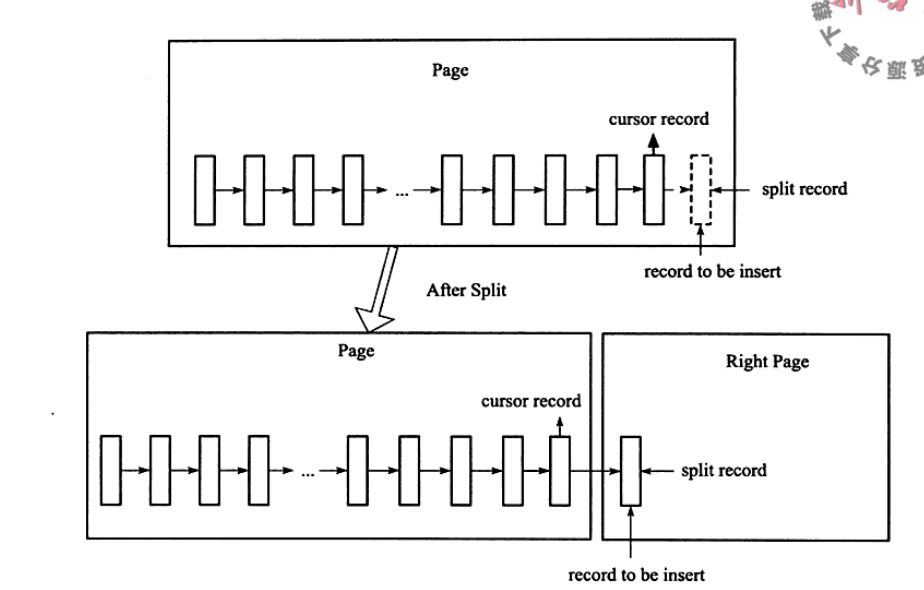 Page
cursor record
...
split record
record to be insert
After Split
Page
Right Page
cursor record
...
split record
record to be insert